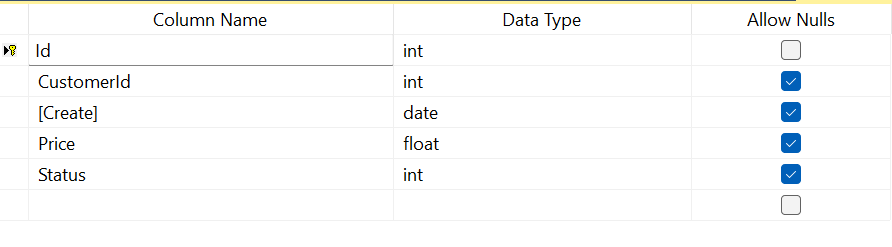 Column Name Data Type Allow Nulls
Id int
CustomerId int
[Create] date
Price float
Status int